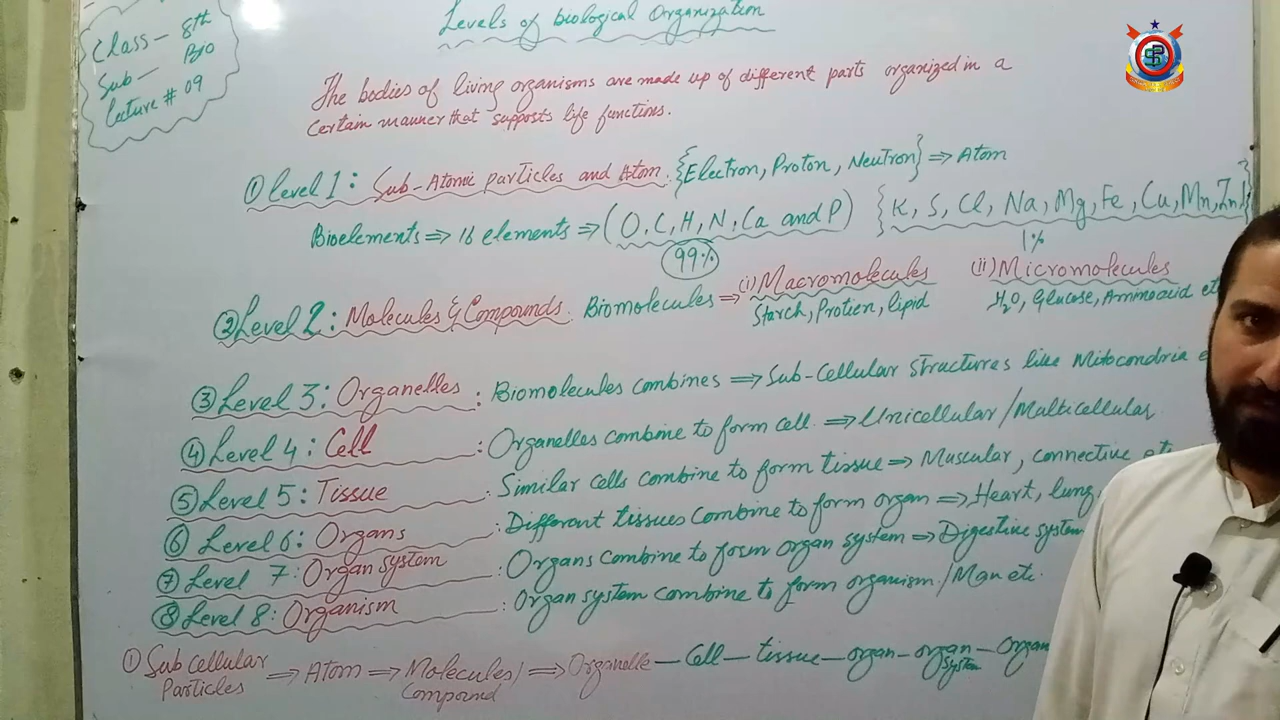 Class - 8th
Sub - Bio
Lecture # 09
Levels of biological Organization
The bodies of living organisms are made up of different parts organized in a
Certain manner that supports life functions.
① Level 1: Sub-Atomic particles and Atom. {Electron, Proton, Neutron} ⇒ Atom
Bioelements ⇒ 16 elements ⇒ (O, C, H, N, Ca and P) {K, S, Cl, Na, Mg, Fe, Cu, Mn, Zn}
99% 1%
② Level 2: Molecules & Compounds. Biomolecules ⇒ (i) Macromolecules (ii) Micromolecules
Starch, Protien, lipid H₂O, Glucose, Amino acid et
③ Level 3: Organelles : Biomolecules combines ⇒ Sub-Cellular structures like Mitocondria e
④ Level 4: Cell : Organelles combine to form cell. ⇒ Unicellular/Malticellular
⑤ Level 5: Tissue : Similar cells combine to form tissue ⇒ Muscular, connective etc
⑥ Level 6: Organs : Different tissues combine to form organ ⇒ Heart, lung
⑦ Level 7: Organ system : Organs combine to form organ system ⇒ Digestive system
⑧ Level 8: Organism : Organ system combine to form organism./Man etc.
① Sub cellular Particles ⇒ Atom ⇒ Molecules/Compound ⇒ Organelle - Cell - tissue - organ - organ system - Organ